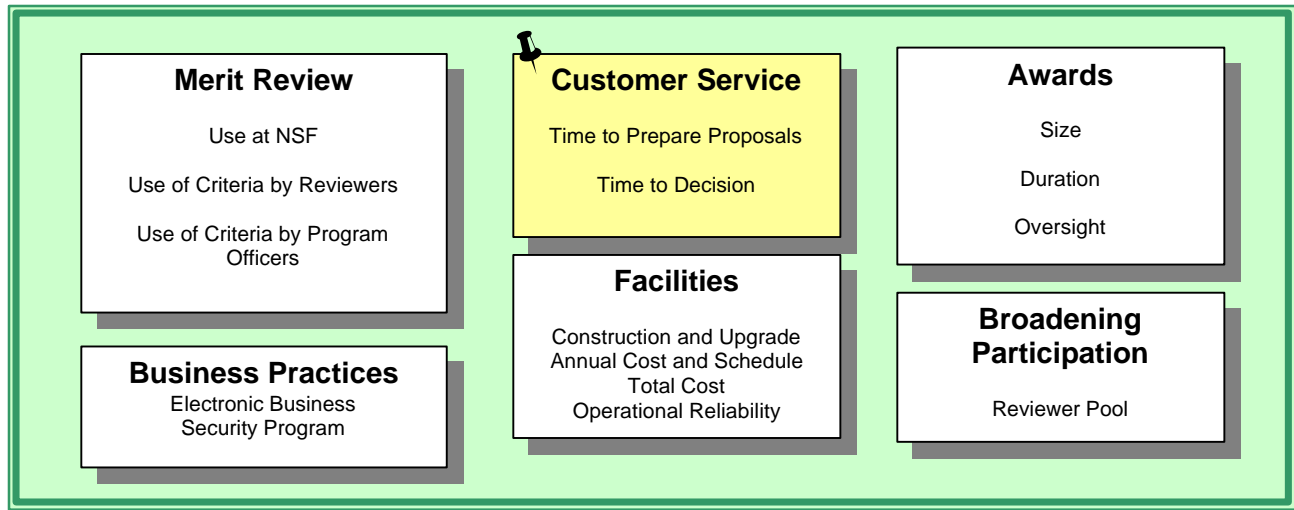 Merit Review
Use at NSF
Use of Criteria by Reviewers
Use of Criteria by Program
Officers
Business Practices
Electronic Business
Security Program
Customer Service
Time to Prepare Proposals
Time to Decision
Facilities
Construction and Upgrade
Annual Cost and Schedule
Total Cost
Operational Reliability
Awards
Size
Duration
Oversight
Broadening
Participation
Reviewer Pool